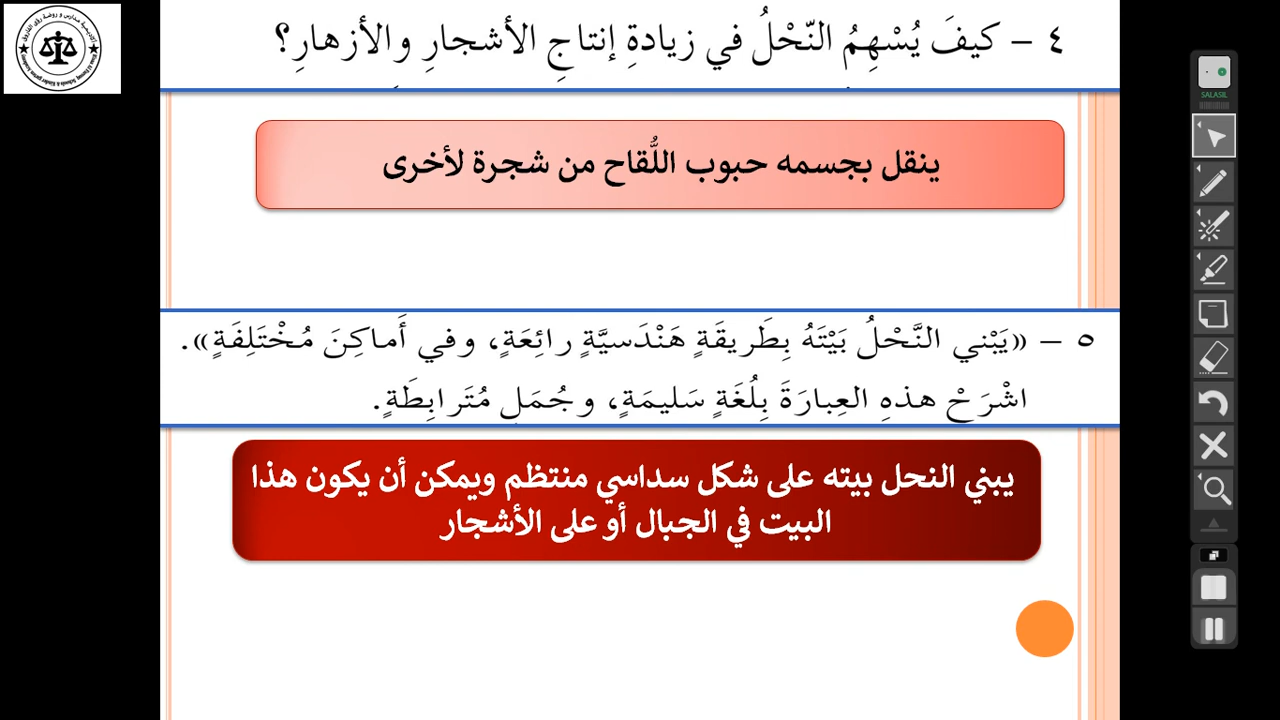 ٤ – كيفَ يُسْهِمُ النّحْلُ في زيادةِ إنتاجِ الأشجارِ والأزهارِ؟
ينقل بجسمه حبوب اللُّقاح من شجرة لأخرى
٥ – «يَبْني النَّحْلُ بَيْتَهُ بِطَريقَةٍ هَنْدَسيَّةٍ رائِعَةٍ، وفي أَماكِنَ مُخْتَلِفَةٍ».
اشْرَحْ هذهِ العِبارَةَ بِلُغَةٍ سَليمَةٍ، وجُمَلٍ مُتَرابِطَةٍ.
يبني النحل بيته على شكل سداسي منتظم ويمكن أن يكون هذا
البيت في الجبال أو على الأشجار
SALASIL